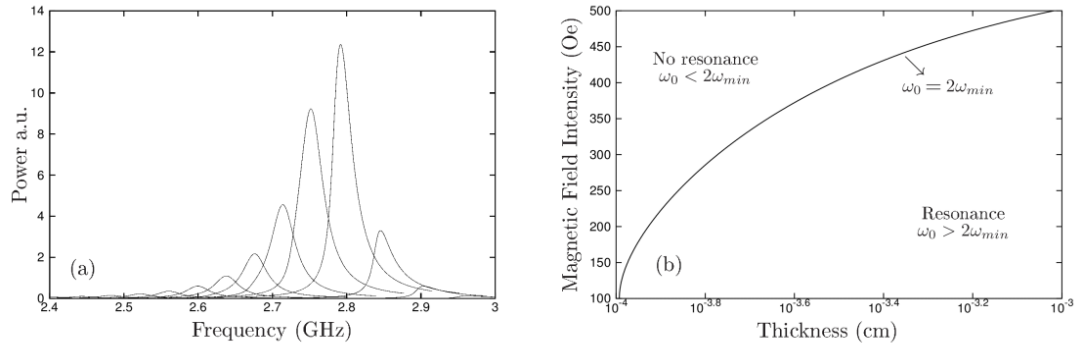 14
12
10
8
6
4
2
0
Power a.u.
(a)
2.4 2.5 2.6 2.7 2.8 2.9 3
Frequency (GHz)
500
450
400
350
300
250
200
150
100
Magnetic Field Intensity (Oe)
No resonance
ω₀ < 2ωₘᵢₙ
ω₀ = 2ωₘᵢₙ
Resonance
ω₀ > 2ωₘᵢₙ
(b)
10⁻⁴ 10⁻³·⁸ 10⁻³·⁶ 10⁻³·⁴ 10⁻³·² 10⁻³
Thickness (cm)